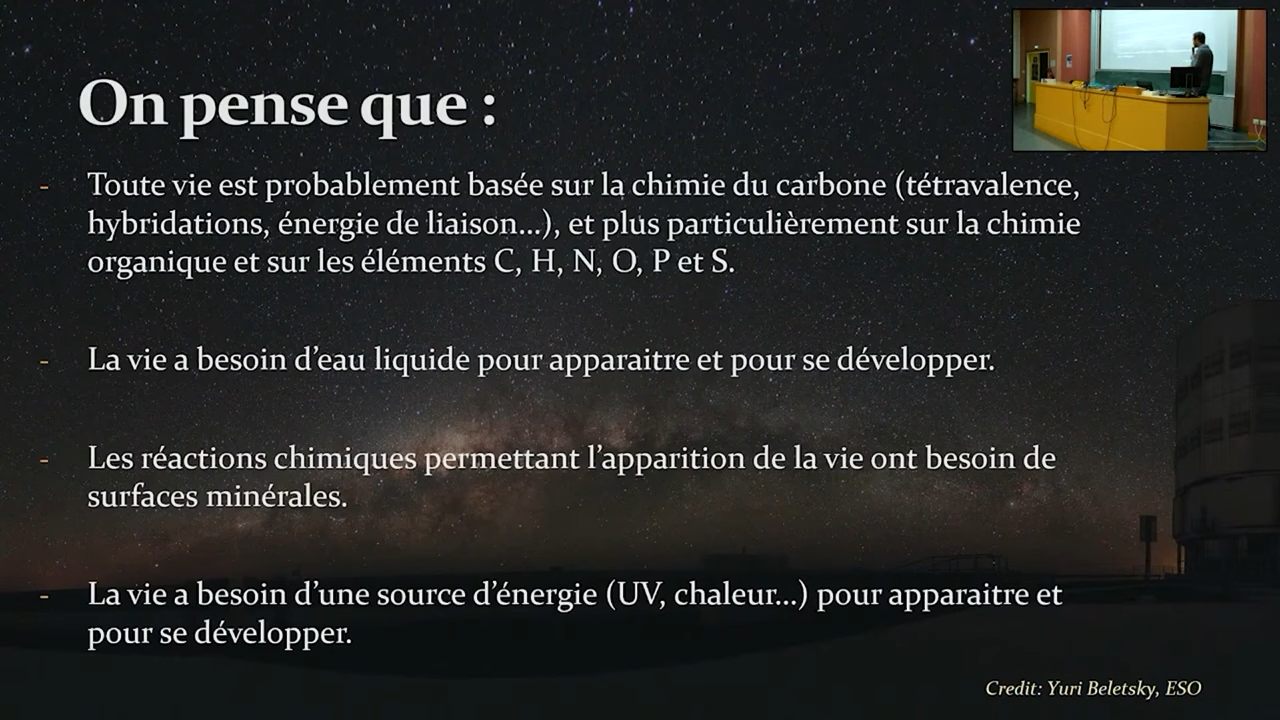 On pense que :
- Toute vie est probablement basée sur la chimie du carbone (tétravalence,
hybridations, énergie de liaison...), et plus particulièrement sur la chimie
organique et sur les éléments C, H, N, O, P et S.
- La vie a besoin d’eau liquide pour apparaitre et pour se développer.
- Les réactions chimiques permettant l’apparition de la vie ont besoin de
surfaces minérales.
- La vie a besoin d’une source d’énergie (UV, chaleur...) pour apparaitre et
pour se développer.
Credit: Yuri Beletsky, ESO